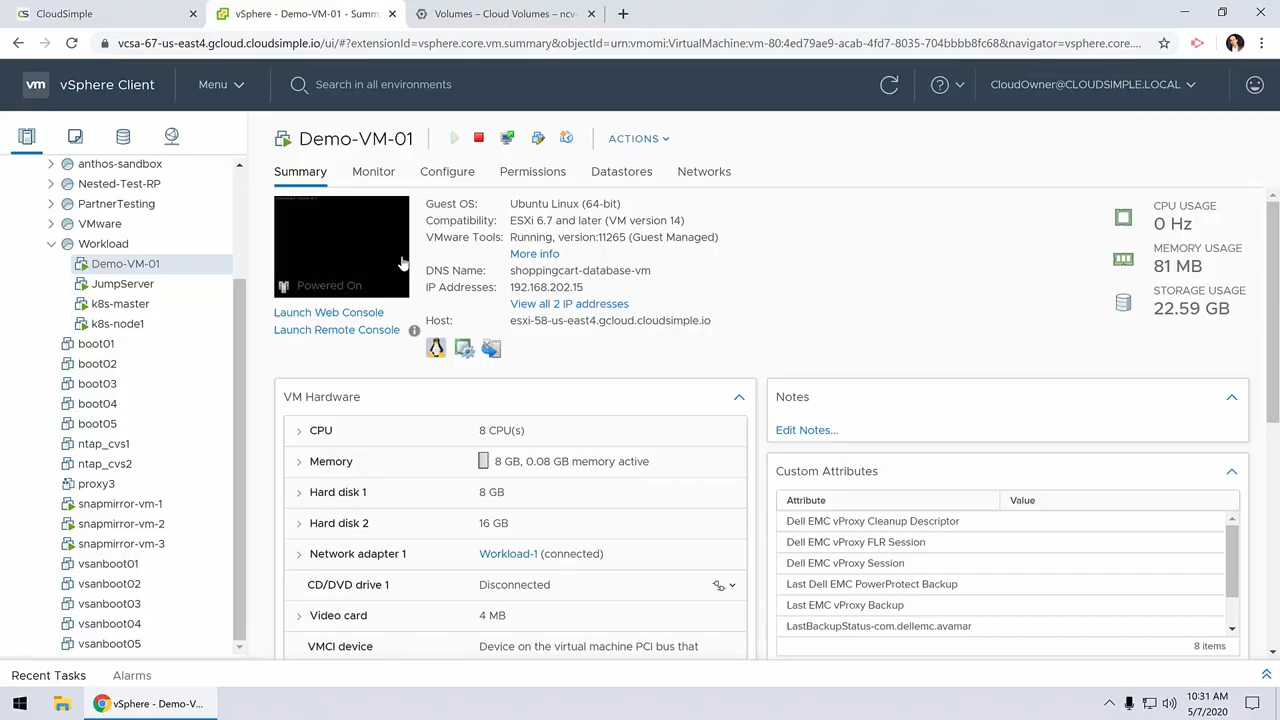 CloudSimple
vSphere - Demo-VM-01 - Summ
Volumes – Cloud Volumes – ncv-
vcsa-67-us-east4.gcloud.cloudsimple.io/ui/#?extensionId=vsphere.core.vm.summary&objectId=urn:vmomi:VirtualMachine:vm-80:4ed79ae9-acab-4fd7-8035-704bbbb8fc68&navigator=vsphere.core....
vm vSphere Client
Menu
Search in all environments
CloudOwner@CLOUDSIMPLE.LOCAL
anthos-sandbox
Nested-Test-RP
PartnerTesting
VMware
Workload
Demo-VM-01
JumpServer
k8s-master
k8s-node1
boot01
boot02
boot03
boot04
boot05
ntap_cvs1
ntap_cvs2
proxy3
snapmirror-vm-1
snapmirror-vm-2
snapmirror-vm-3
vsanboot01
vsanboot02
vsanboot03
vsanboot04
vsanboot05
Demo-VM-01
ACTIONS
Summary Monitor Configure Permissions Datastores Networks
Powered On
Launch Web Console
Launch Remote Console
Guest OS: Ubuntu Linux (64-bit)
Compatibility: ESXi 6.7 and later (VM version 14)
VMware Tools: Running, version:11265 (Guest Managed)
More info
DNS Name: shoppingcart-database-vm
IP Addresses: 192.168.202.15
View all 2 IP addresses
Host: esxi-58-us-east4.gcloud.cloudsimple.io
CPU USAGE
0 Hz
MEMORY USAGE
81 MB
STORAGE USAGE
22.59 GB
VM Hardware
CPU 8 CPU(s)
Memory 8 GB, 0.08 GB memory active
Hard disk 1 8 GB
Hard disk 2 16 GB
Network adapter 1 Workload-1 (connected)
CD/DVD drive 1 Disconnected
Video card 4 MB
VMCI device Device on the virtual machine PCI bus that
Notes
Edit Notes...
Custom Attributes
Attribute Value
Dell EMC vProxy Cleanup Descriptor
Dell EMC vProxy FLR Session
Dell EMC vProxy Session
Last Dell EMC PowerProtect Backup
Last EMC vProxy Backup
LastBackupStatus-com.dellemc.avamar
8 items
Recent Tasks Alarms
vSphere - Demo-V...
10:31 AM
5/7/2020